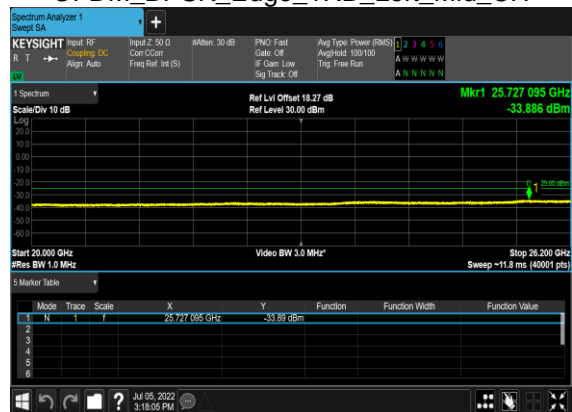 Spectrum Analyzer 1
Swept SA
+
KEYSIGHT Input: RF Input Z: 50 Ω #Atten: 30 dB PNO: Fast Avg Type: Power (RMS) 1 2 3 4 5 6
R T Coupling: DC Corr CCorr Gate: Off Avg|Hold: 100/100 A W W W W W
Align: Auto Freq Ref: Int (S) IF Gain: Low Trig: Free Run
Sig Track: Off A N N N N N
LW
1 Spectrum Ref Lvl Offset 18.27 dB Mkr1 25.727 095 GHz
Scale/Div 10 dB Ref Level 30.00 dBm -33.886 dBm
Log
20.0
10.0
0.00
-10.0
-20.0
1 25.00 dBm
-30.0
-40.0
-50.0
-60.0
Start 20.000 GHz Video BW 3.0 MHz* Stop 26.200 GHz
#Res BW 1.0 MHz Sweep ~11.8 ms (40001 pts)
5 Marker Table
Mode Trace Scale X Y Function Function Width Function Value
1 N 1 f 25.727 095 GHz -33.89 dBm
2
3
4
5
6
? Jul 05, 2022
3:18:05 PM